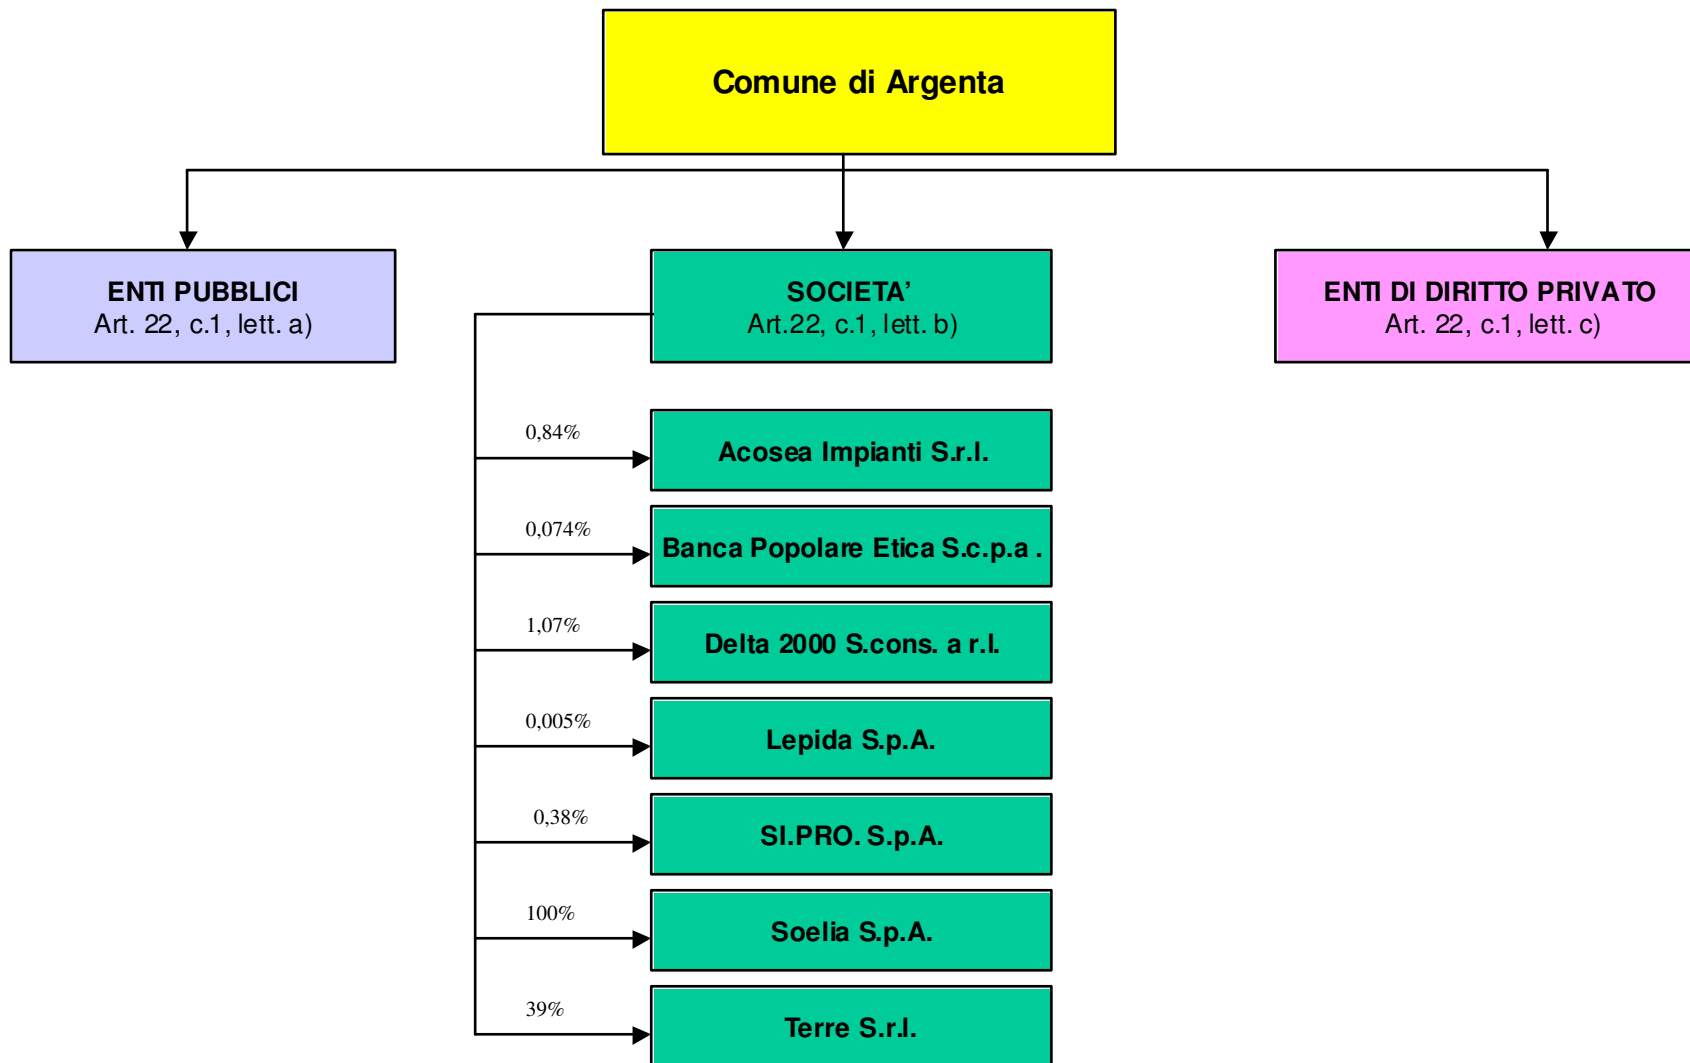 Comune di Argenta
ENTI PUBBLICI
Art. 22, c.1, lett. a)
SOCIETA’
Art.22, c.1, lett. b)
ENTI DI DIRITTO PRIVATO
Art. 22, c.1, lett. c)
0,84%
Acosea Impianti S.r.l.
0,074%
Banca Popolare Etica S.c.p.a .
1,07%
Delta 2000 S.cons. a r.l.
0,005%
Lepida S.p.A.
0,38%
SI.PRO. S.p.A.
100%
Soelia S.p.A.
39%
Terre S.r.l.